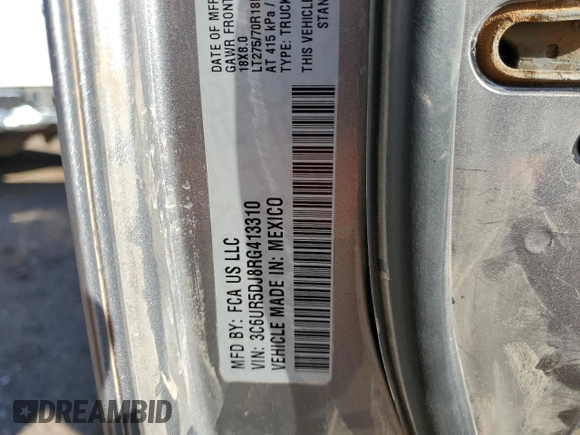 DATE OF MFR
GAWR FRONT
18X8.0
LT275/70R18
AT 415 kPa /
TYPE: TRUCK
THIS VEHICLE
STAN
MFD BY: FCA US LLC
VIN: 3C6UR5DJ8RG413310
VEHICLE MADE IN: MEXICO
DREAMBID